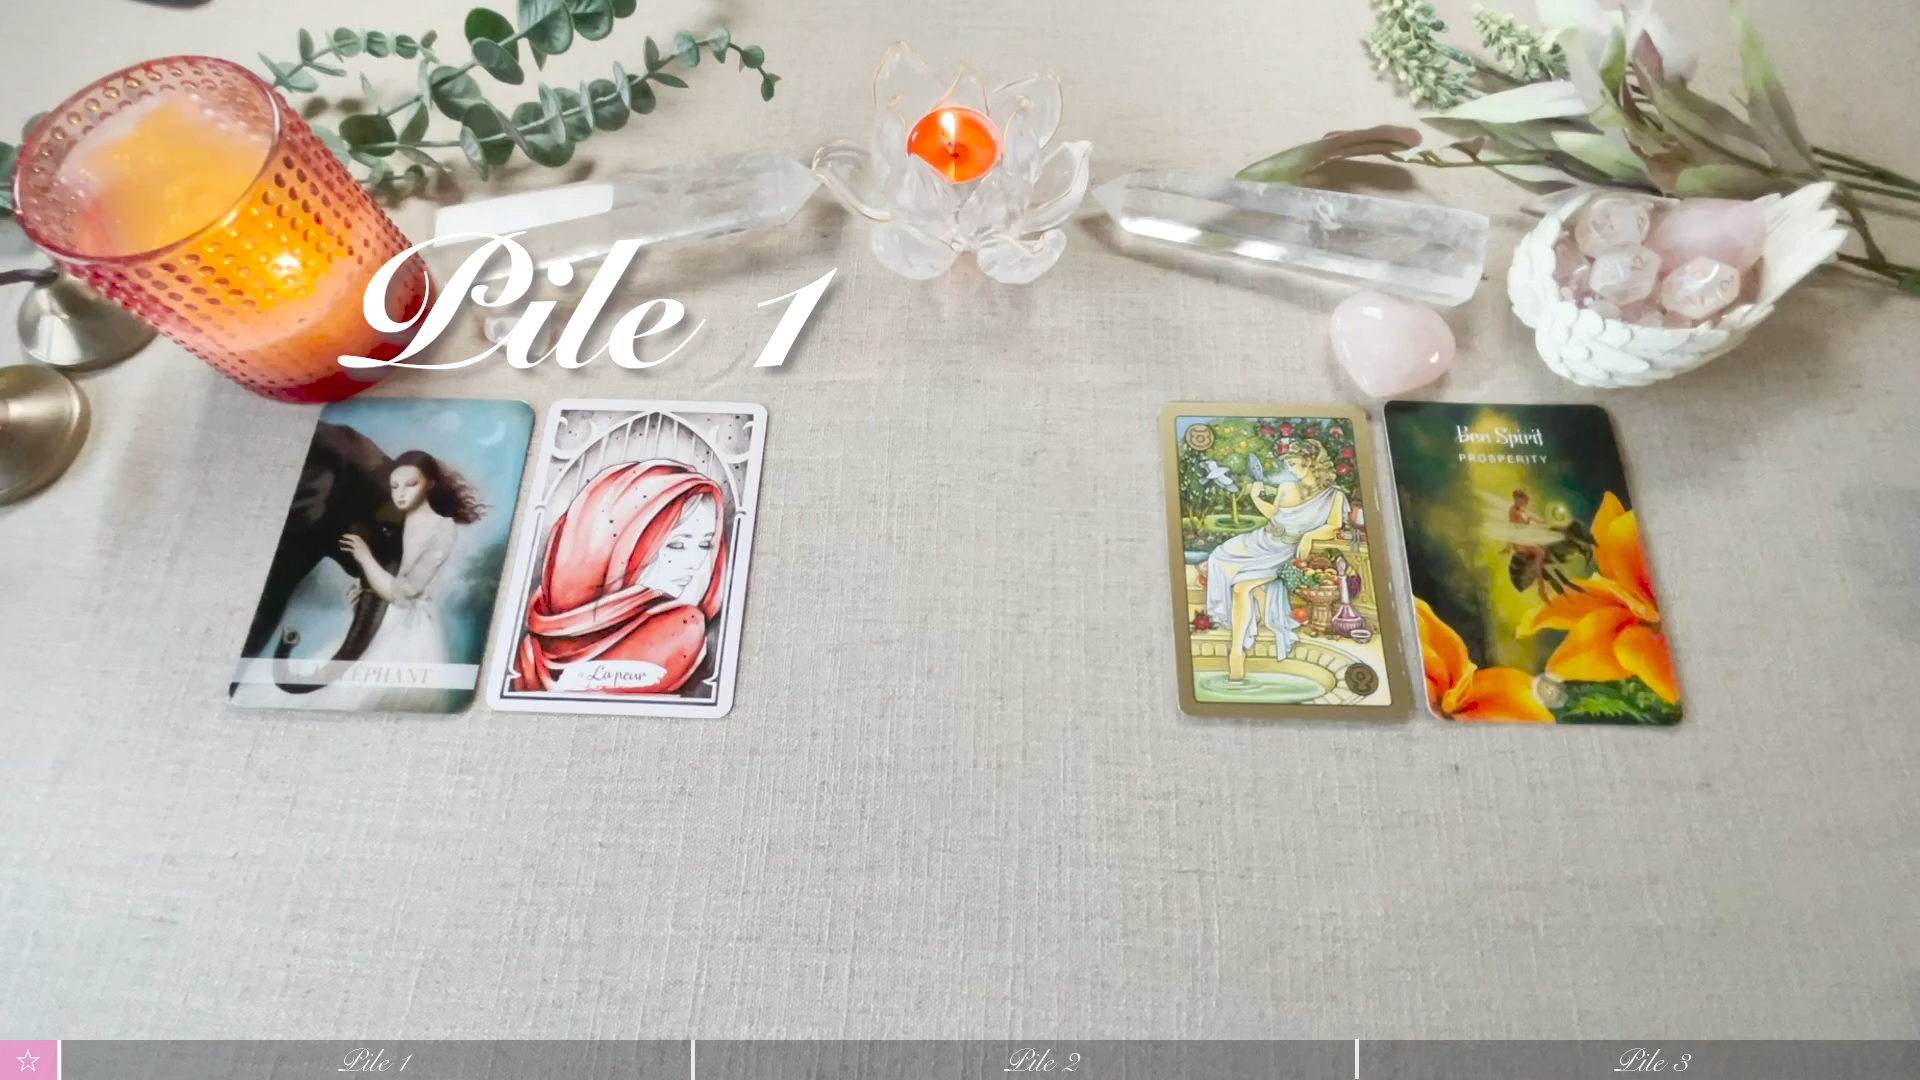 Pile 1
Bee Spirit
PROSPERITY
ÉLÉPHANT
La peur
☆
Pile 1
Pile 2
Pile 3